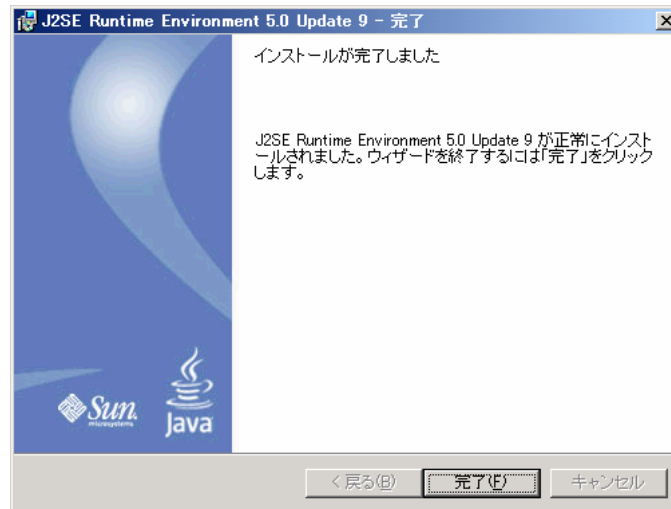 J2SE Runtime Environment 5.0 Update 9 - 完了
インストールが完了しました
J2SE Runtime Environment 5.0 Update 9 が正常にインスト
ールされました。ウィザードを終了するには「完了」をクリック
します。
Sun
microsystems
Java
< 戻る(B)
完了(F)
キャンセル